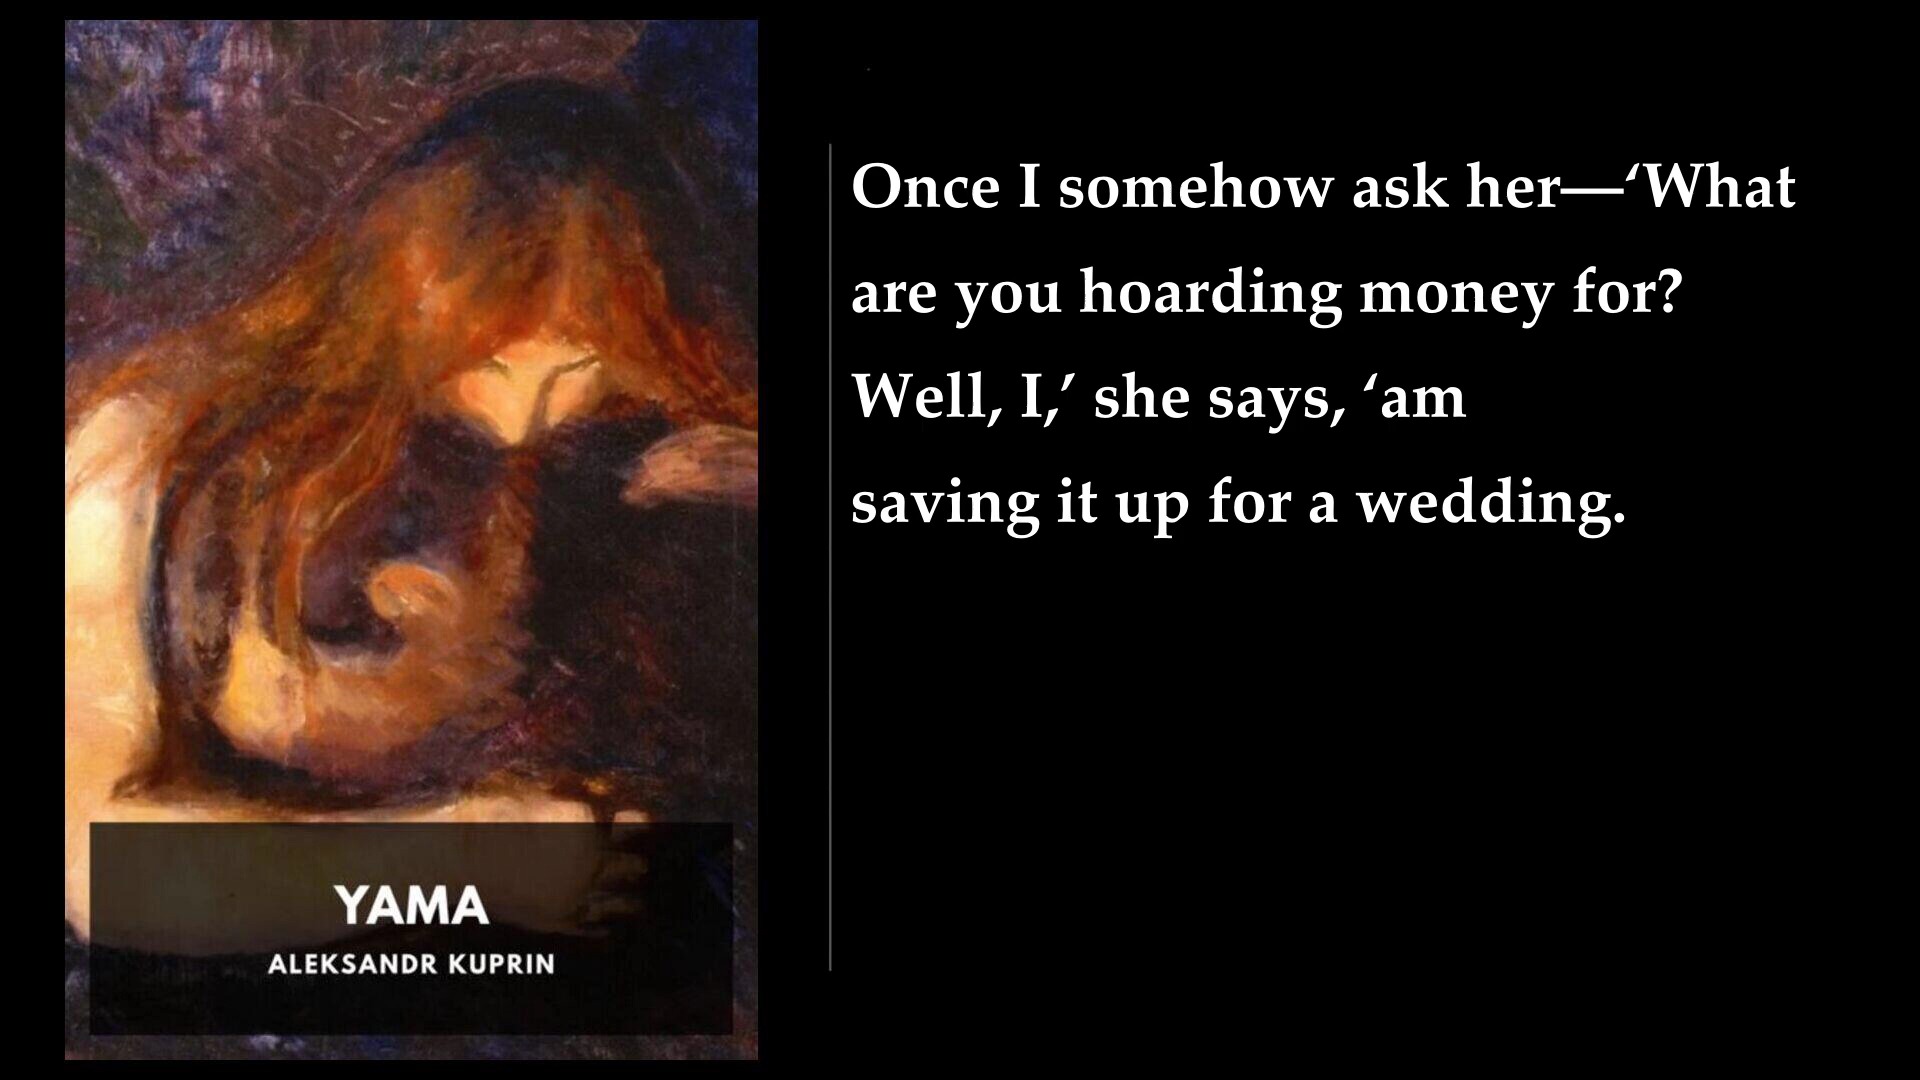 Once I somehow ask her—‘What
are you hoarding money for?
Well, I,’ she says, ‘am
saving it up for a wedding.
YAMA
ALEKSANDR KUPRIN